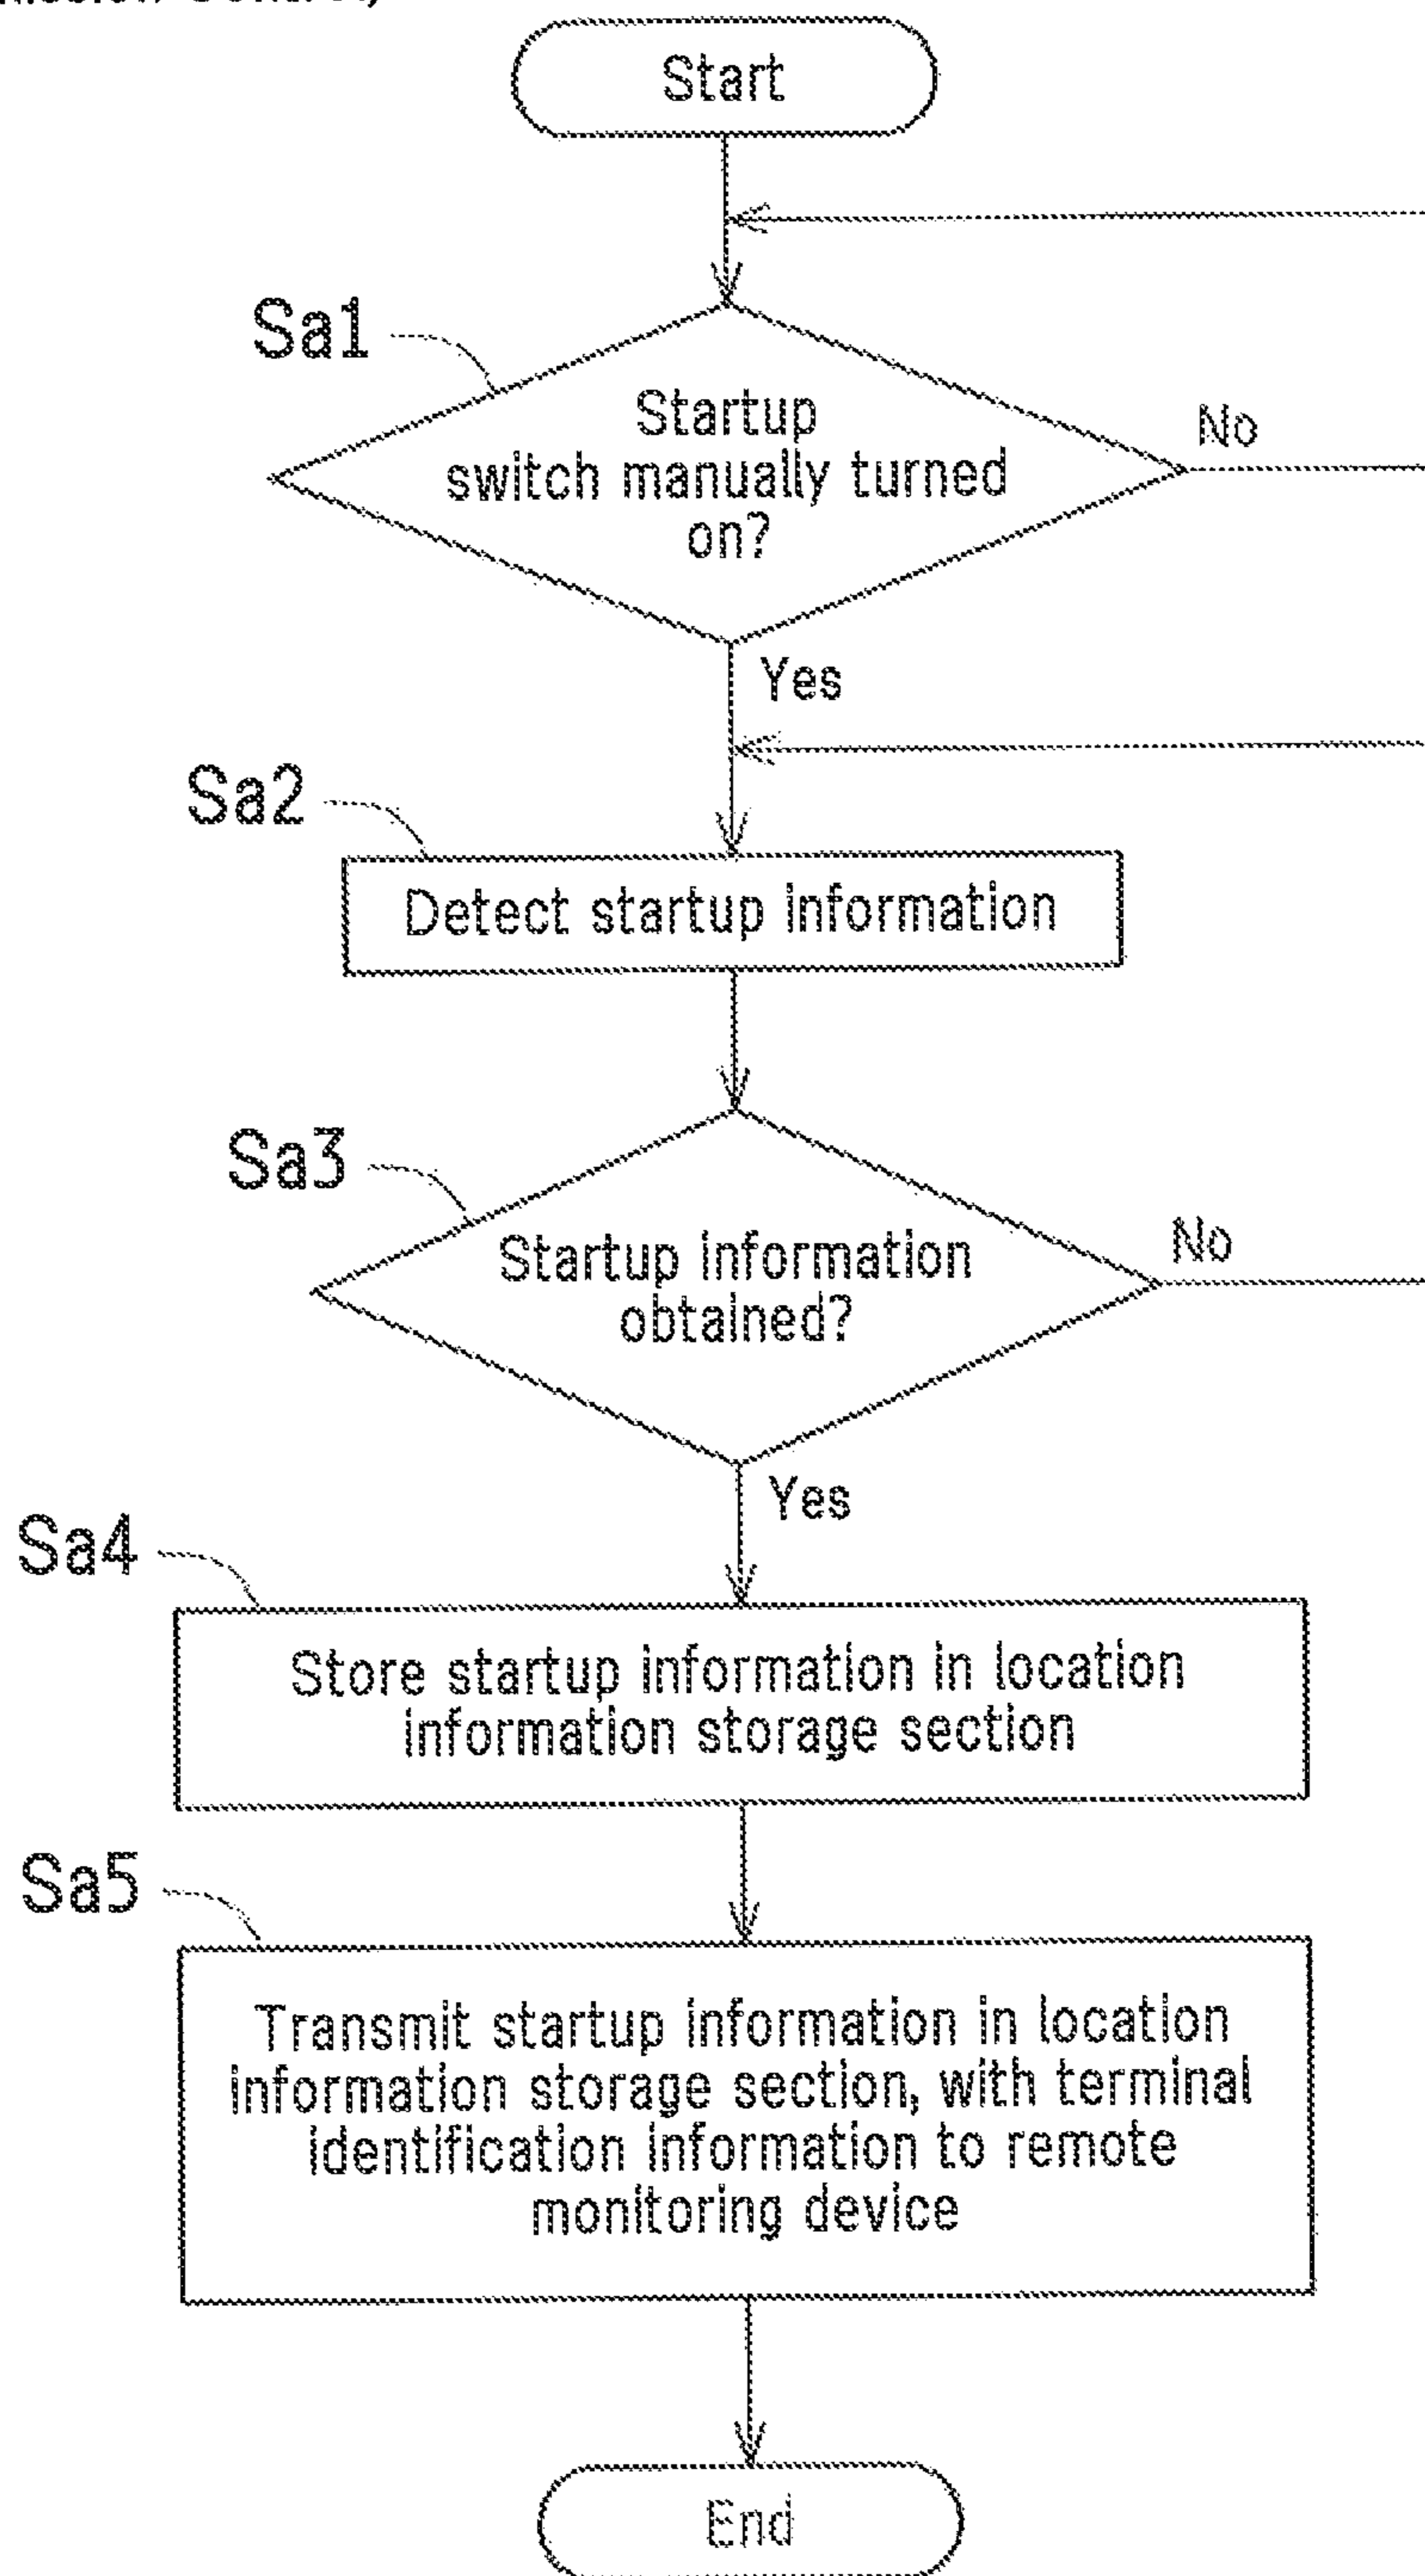 Start
Sa1
Startup
switch manually turned
on?
No
Yes
Sa2
Detect startup information
Sa3
Startup information
obtained?
No
Yes
Sa4
Store startup information in location
information storage section
Sa5
Transmit startup information in location
information storage section, with terminal
identification information to remote
monitoring device
End